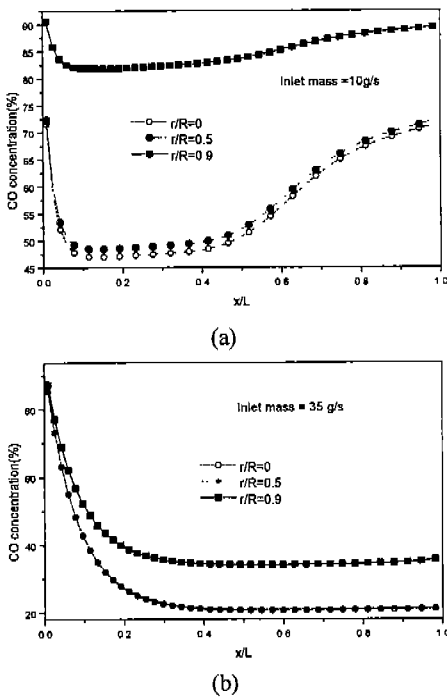 90
85
80
75
70
65
60
55
50
45
CO concentration(%)
Inlet mass =10g/s
r/R=0
r/R=0.5
r/R=0.9
0.0 0.2 0.4 0.6 0.8 1.0
x/L
(a)
80
60
40
20
CO concentration(%)
Inlet mass = 35 g/s
r/R=0
r/R=0.5
r/R=0.9
0.0 0.2 0.4 0.6 0.8 1.0
x/L
(b)